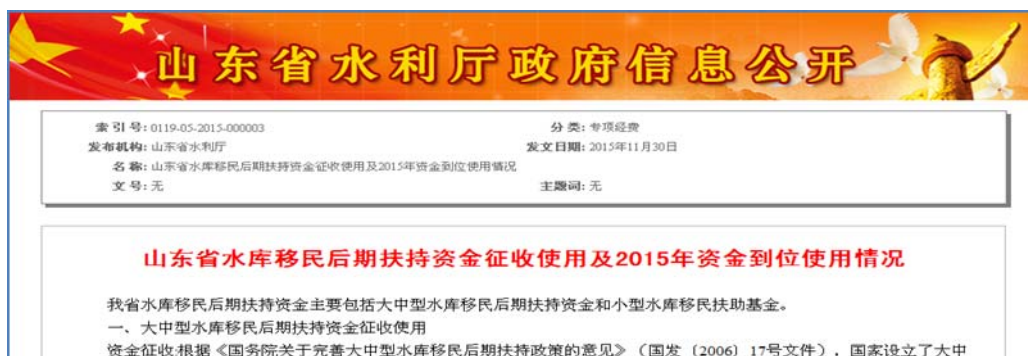 山东省水利厅政府信息公开
索引号: 0119-05-2015-000003 分类: 专项经费
发布机构: 山东省水利厅 发文日期: 2015年11月30日
名称: 山东省水库移民后期扶持资金征收使用及2015年资金到位使用情况
文号: 无 主题词: 无
山东省水库移民后期扶持资金征收使用及2015年资金到位使用情况
我省水库移民后期扶持资金主要包括大中型水库移民后期扶持资金和小型水库移民扶助基金。
一、大中型水库移民后期扶持资金征收使用
资金征收:根据《国务院关于完善大中型水库移民后期扶持政策的意见》（国发〔2006〕17号文件），国家设立了大中